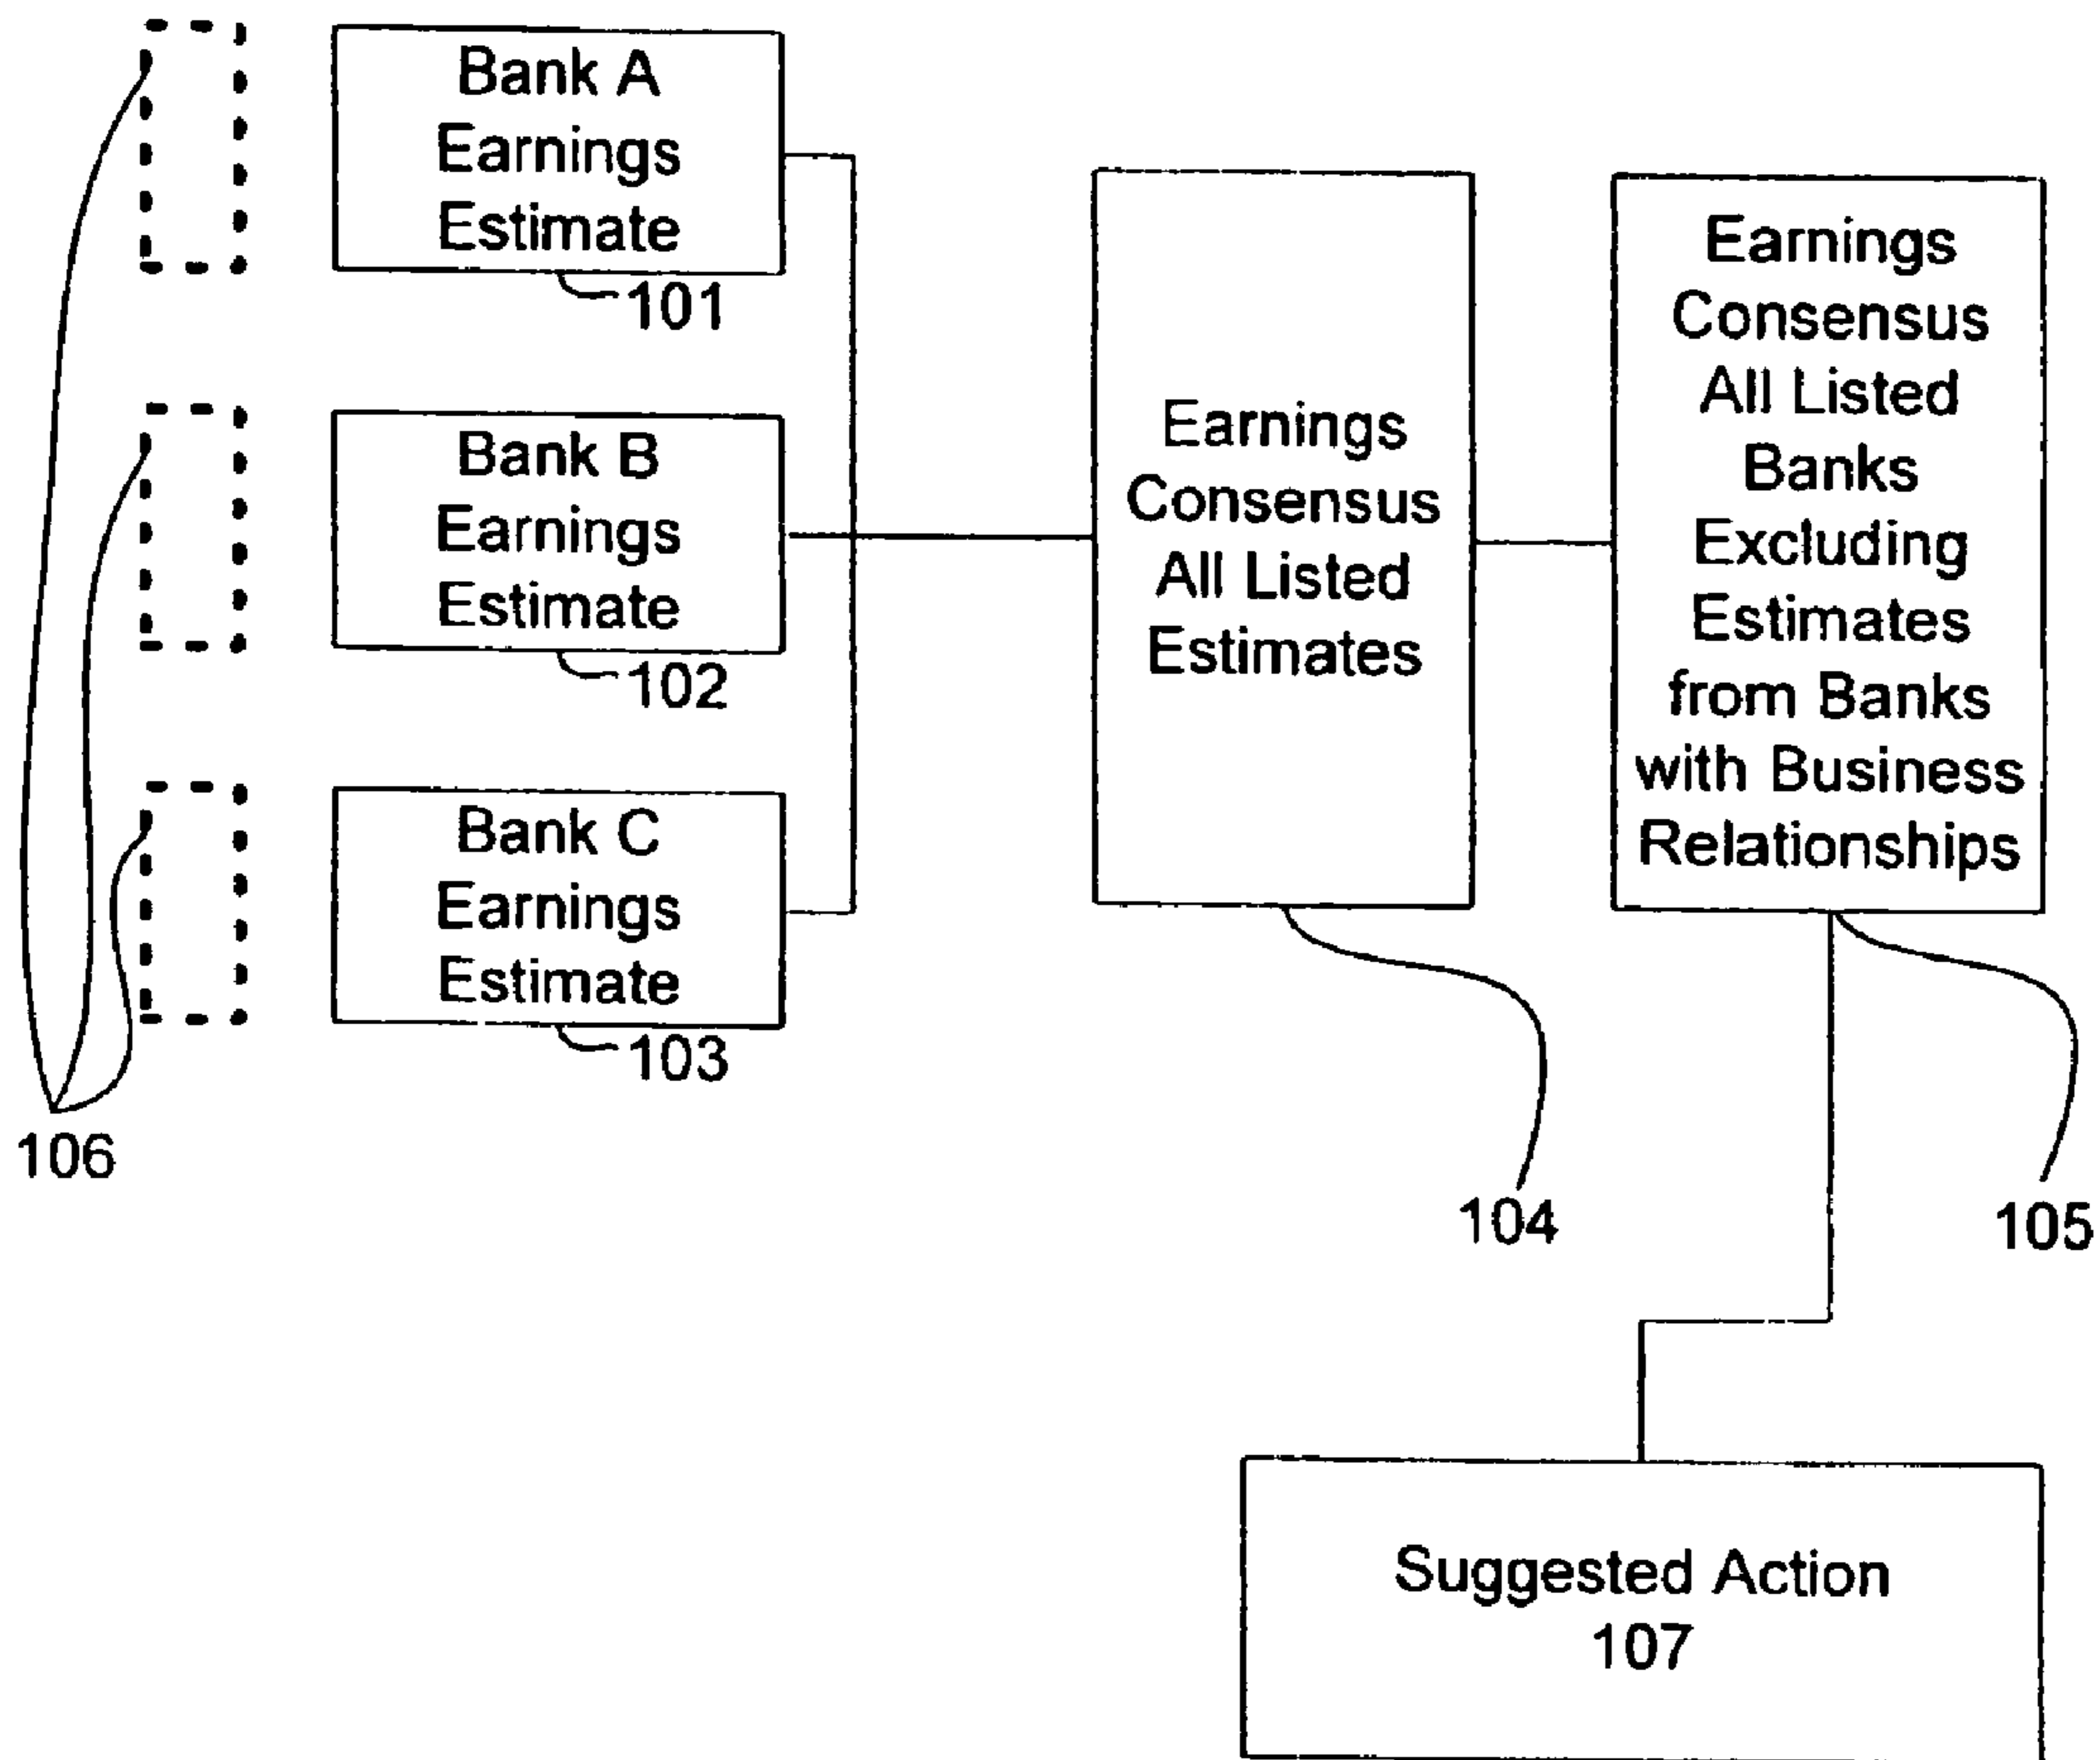 Bank A
Earnings
Estimate
101
Bank B
Earnings
Estimate
102
Bank C
Earnings
Estimate
103
106
Earnings
Consensus
All Listed
Estimates
104
Earnings
Consensus
All Listed
Banks
Excluding
Estimates
from Banks
with Business
Relationships
105
Suggested Action
107